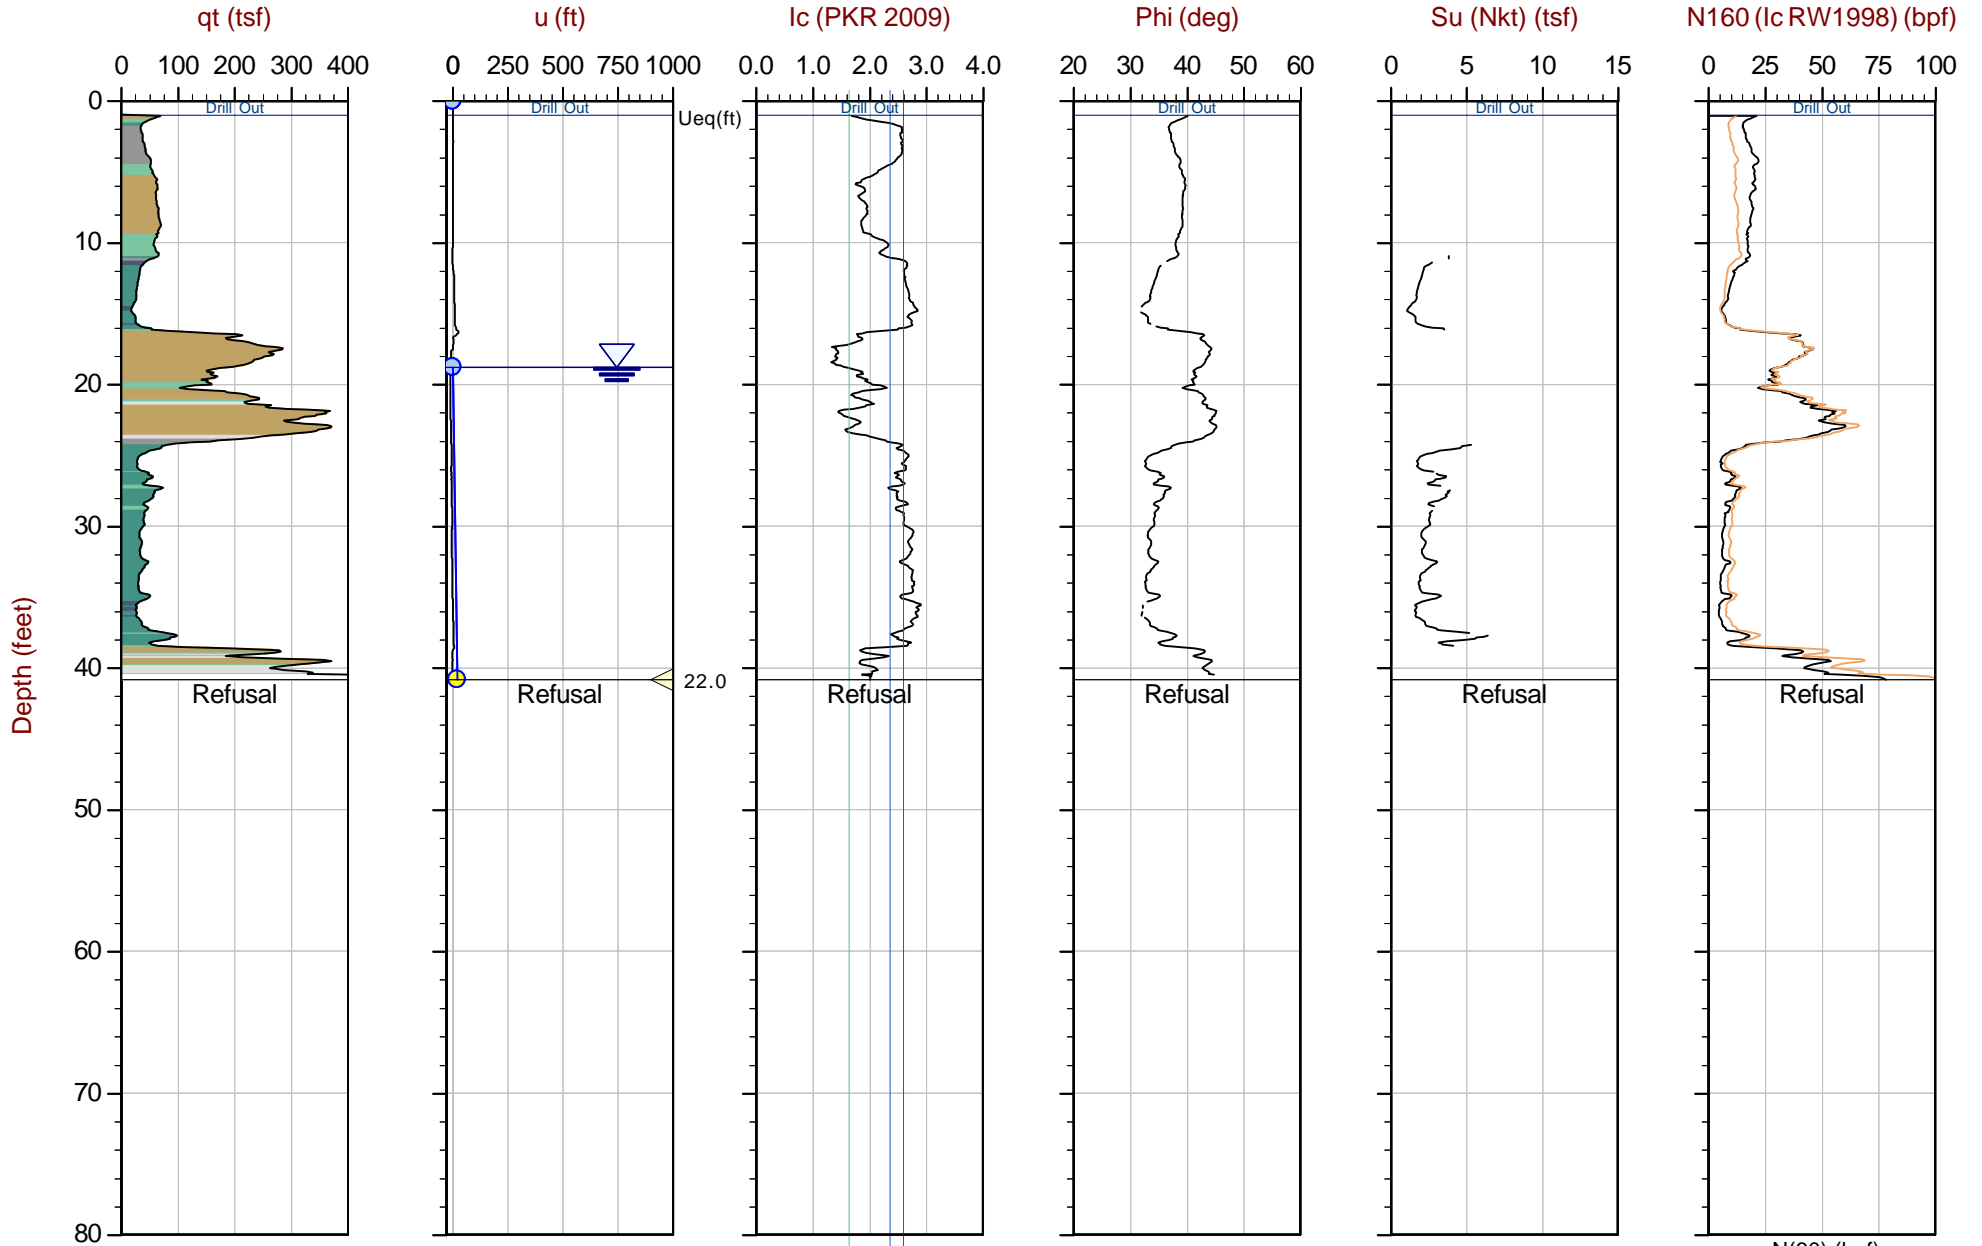 qt (tsf) u (ft) Ic (PKR 2009) Phi (deg) Su (Nkt) (tsf) N160 (Ic RW1998) (bpf)
0 100 200 300 400 0 250 500 750 1000 0.0 1.0 2.0 3.0 4.0 20 30 40 50 60 0 5 10 15 0 25 50 75 100
0 Drill Out Drill Out Drill Out Drill Out Drill Out Drill Out
Ueq(ft)
10
20
30
40
22.0
Refusal Refusal Refusal Refusal Refusal Refusal
50
60
70
80
Depth (feet)